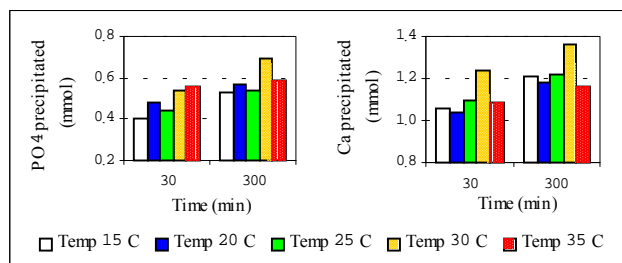 PO4 precipitated
(mmol)
0,8
0,6
0,4
0,2
30
300
Time (min)
Ca precipitated
(mmol)
1,4
1,2
1,0
0,8
30
300
Time (min)
Temp 15 C
Temp 20 C
Temp 25 C
Temp 30 C
Temp 35 C